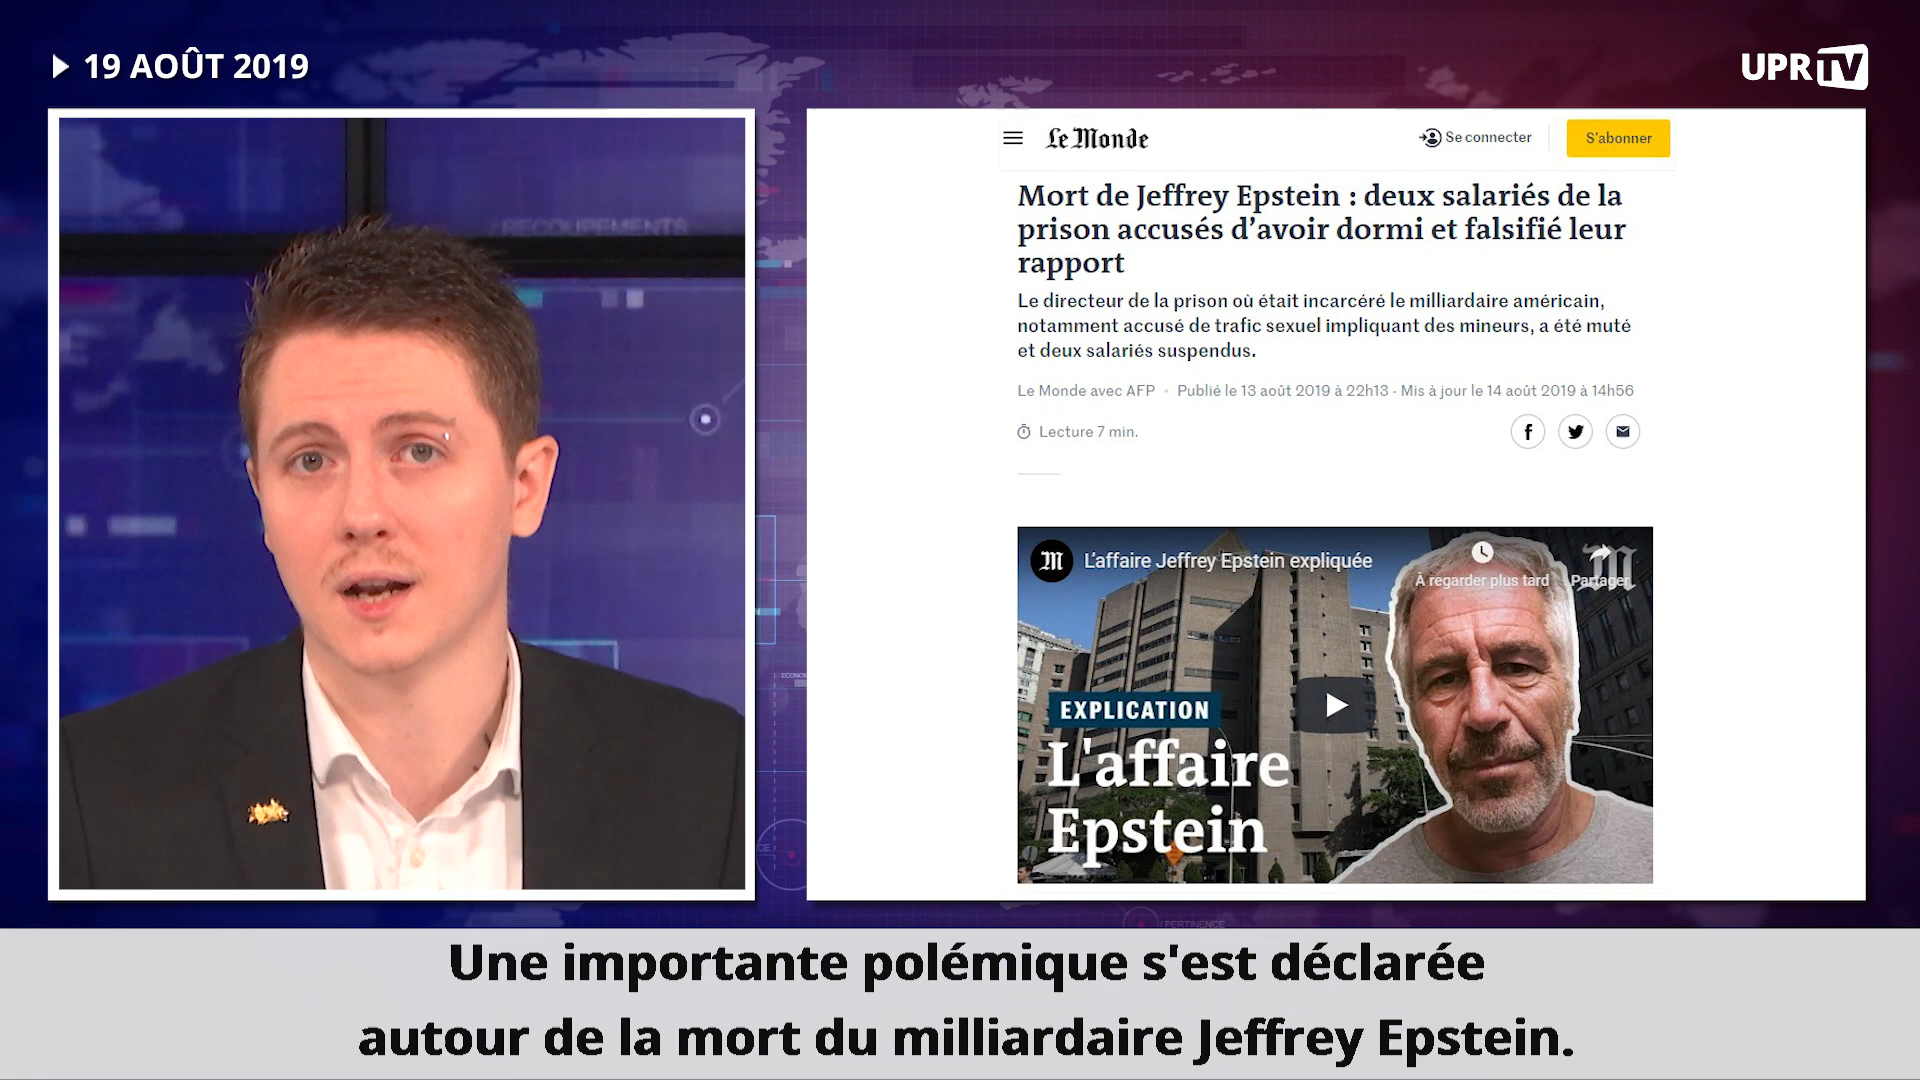 19 AOÛT 2019
UPR TV
RECOUPEMENTS
Le Monde
Se connecter
S'abonner
Mort de Jeffrey Epstein : deux salariés de la
prison accusés d’avoir dormi et falsifié leur
rapport
Le directeur de la prison où était incarcéré le milliardaire américain,
notamment accusé de trafic sexuel impliquant des mineurs, a été muté
et deux salariés suspendus.
Le Monde avec AFP • Publié le 13 août 2019 à 22h13 - Mis à jour le 14 août 2019 à 14h56
Lecture 7 min.
M
L'affaire Jeffrey Epstein expliquée
À regarder plus tard
Partager
M
EXPLICATION
L'affaire
Epstein
PERTINENCE
Une importante polémique s'est déclarée
autour de la mort du milliardaire Jeffrey Epstein.